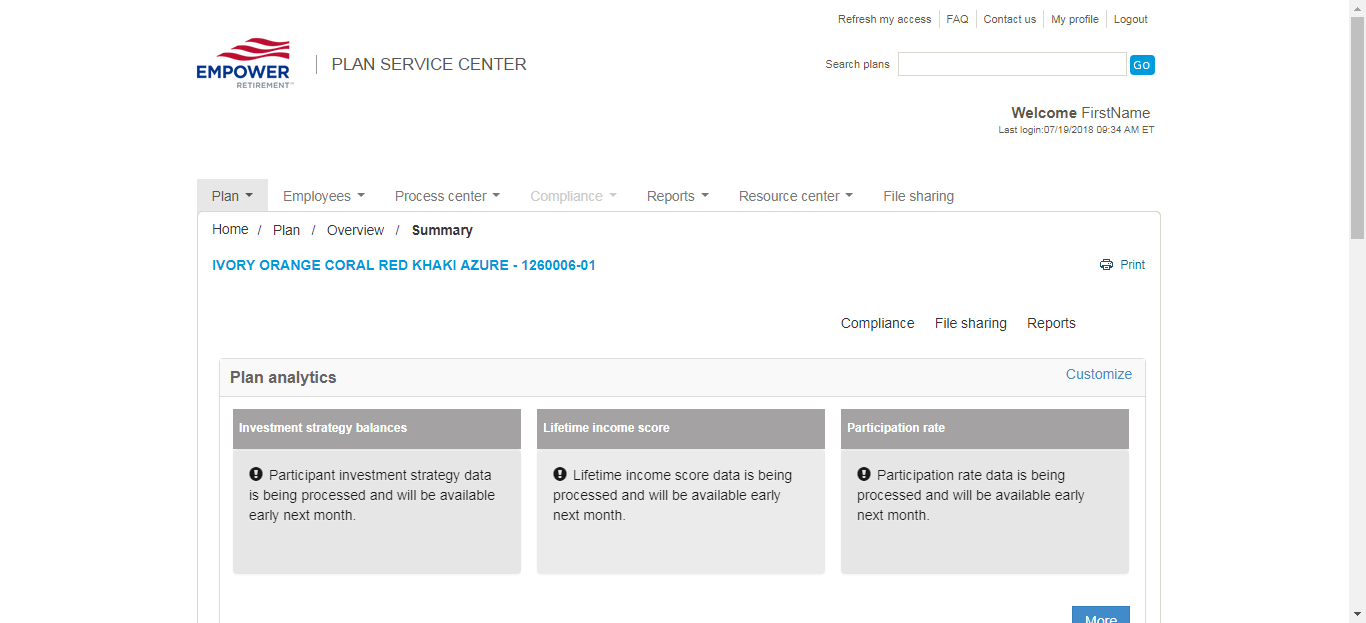 Refresh my access FAQ Contact us My profile Logout
EMPOWER
RETIREMENT™
PLAN SERVICE CENTER
Search plans GO
Welcome FirstName
Last login:07/19/2018 09:34 AM ET
Plan Employees Process center Compliance Reports Resource center File sharing
Home / Plan / Overview / Summary
IVORY ORANGE CORAL RED KHAKI AZURE - 1260006-01
Print
Compliance File sharing Reports
Plan analytics
Customize
Investment strategy balances
Participant investment strategy data
is being processed and will be available
early next month.
Lifetime income score
Lifetime income score data is being
processed and will be available early
next month.
Participation rate
Participation rate data is being
processed and will be available early
next month.
More